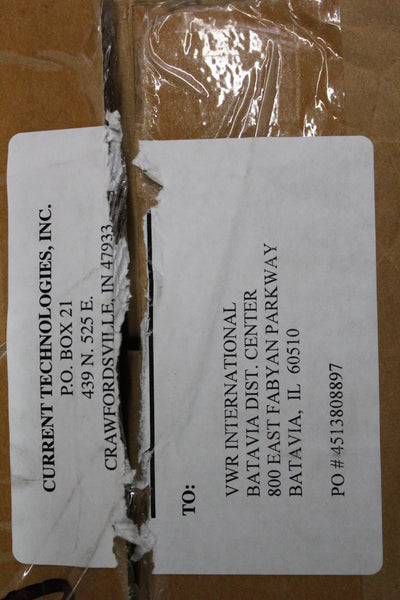 CURRENT TECHNOLOGIES, INC.
P.O. BOX 21
439 N. 525 E.
CRAWFORDSVILLE, IN 47933
TO:
VWR INTERNATIONAL
BATAVIA DIST. CENTER
800 EAST FABYAN PARKWAY
BATAVIA, IL 60510
PO # 4513808897